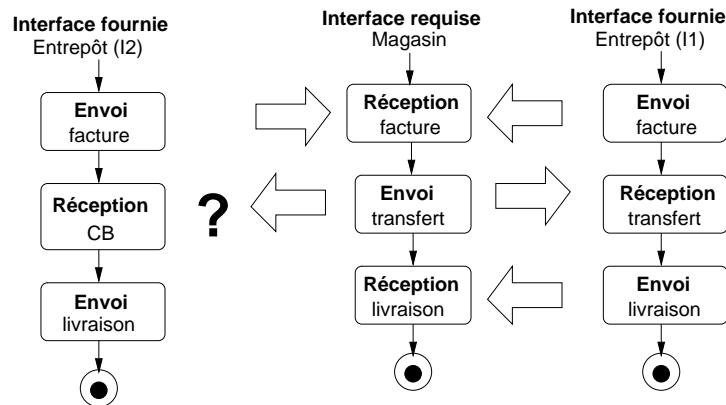 Interface fournie
Entrepôt (I2)
Envoi
facture
Réception
CB
Envoi
livraison
?
Interface requise
Magasin
Réception
facture
Envoi
transfert
Réception
livraison
Interface fournie
Entrepôt (I1)
Envoi
facture
Réception
transfert
Envoi
livraison